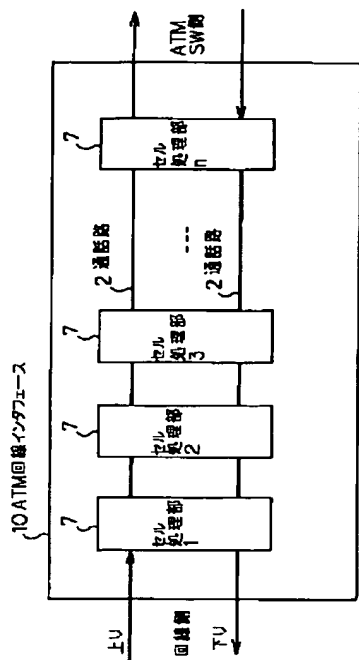 10 ATM回線インタフェース
上り
回線側
下り
7
セル
処理部
1
7
セル
処理部
2
7
セル
処理部
3
2 通話路
2 通話路
7
セル
処理部
n
ATM
SW側